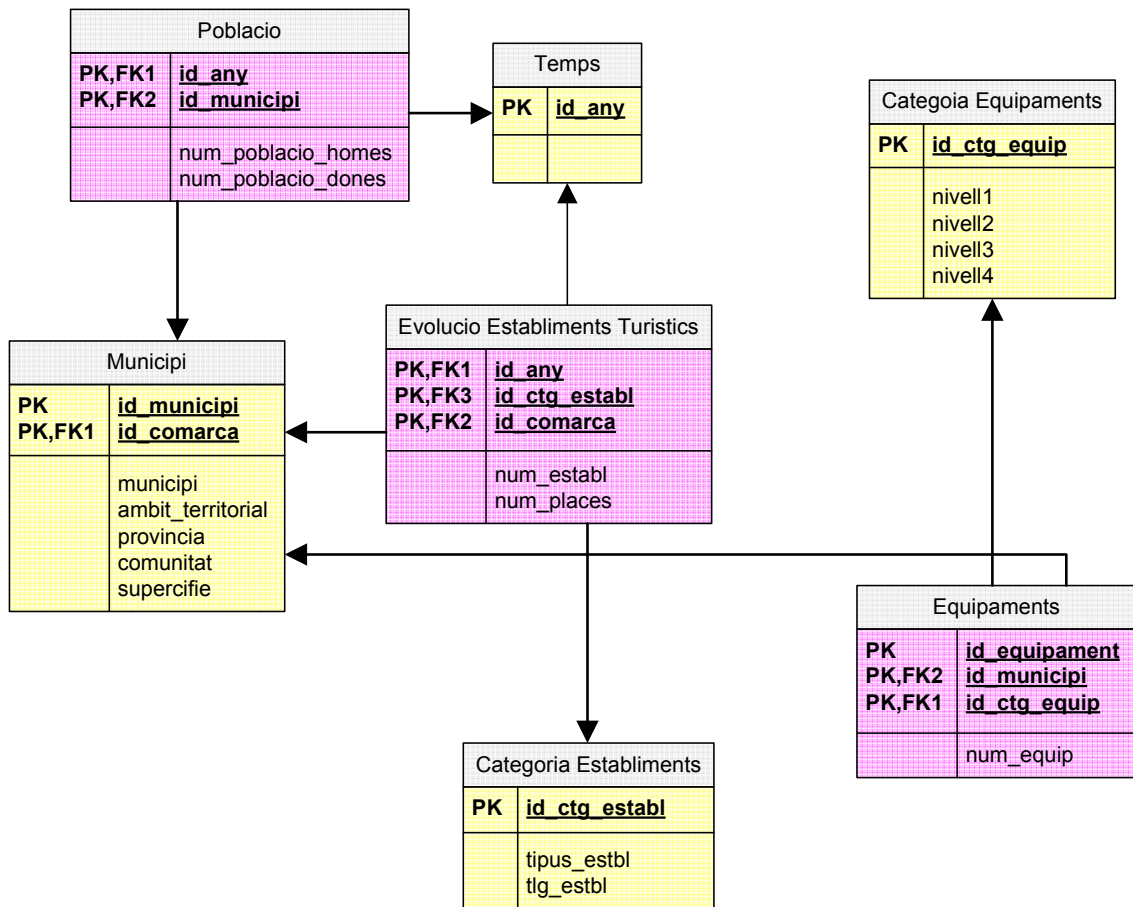 Poblacio
PK,FK1 id_any
PK,FK2 id_municipi
num_poblacio_homes
num_poblacio_dones
Temps
PK id_any
Categoia Equipaments
PK id_ctg_equip
nivell1
nivell2
nivell3
nivell4
Evolucio Establiments Turistics
PK,FK1 id_any
PK,FK3 id_ctg_establ
PK,FK2 id_comarca
num_establ
num_places
Municipi
PK id_municipi
PK,FK1 id_comarca
municipi
ambit_territorial
provincia
comunitat
supercifie
Equipaments
PK id_equipament
PK,FK2 id_municipi
PK,FK1 id_ctg_equip
num_equip
Categoria Establiments
PK id_ctg_establ
tipus_estbl
tlg_estbl